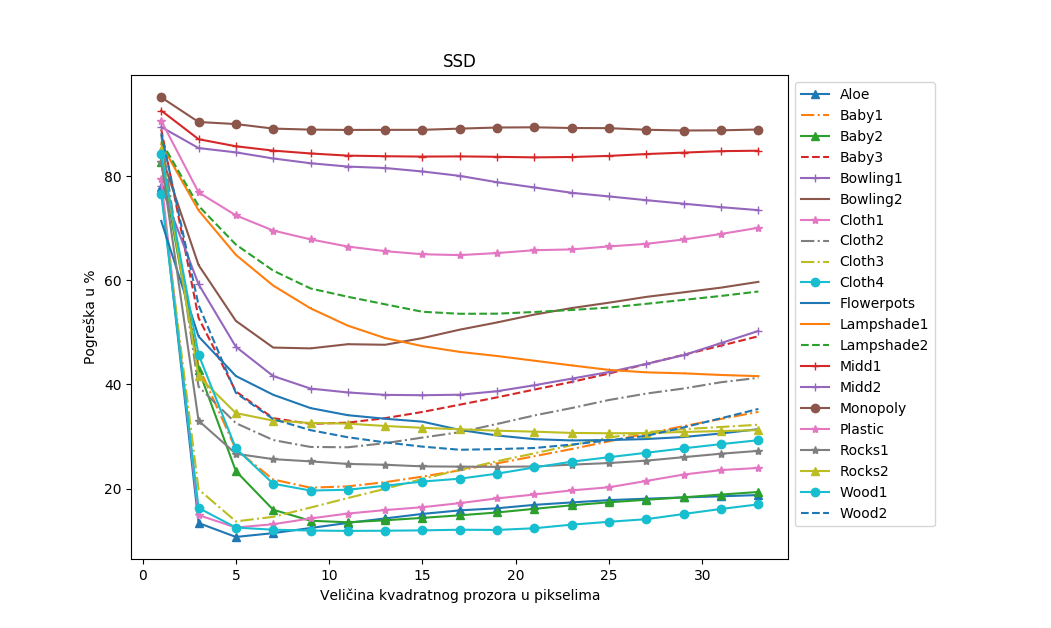 SSD
Pogreška u %
80
60
40
20
0
5
10
15
20
25
30
Veličina kvadratnog prozora u pikselima
Aloe
Baby1
Baby2
Baby3
Bowling1
Bowling2
Cloth1
Cloth2
Cloth3
Cloth4
Flowerpots
Lampshade1
Lampshade2
Midd1
Midd2
Monopoly
Plastic
Rocks1
Rocks2
Wood1
Wood2